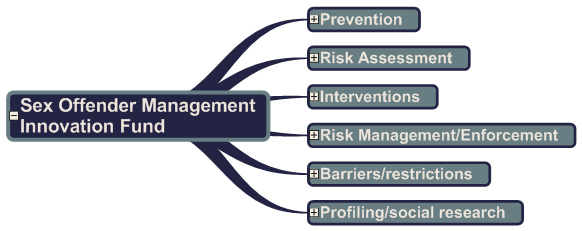 Prevention
Risk Assessment
Sex Offender Management
Innovation Fund
Interventions
Risk Management/Enforcement
Barriers/restrictions
Profiling/social research